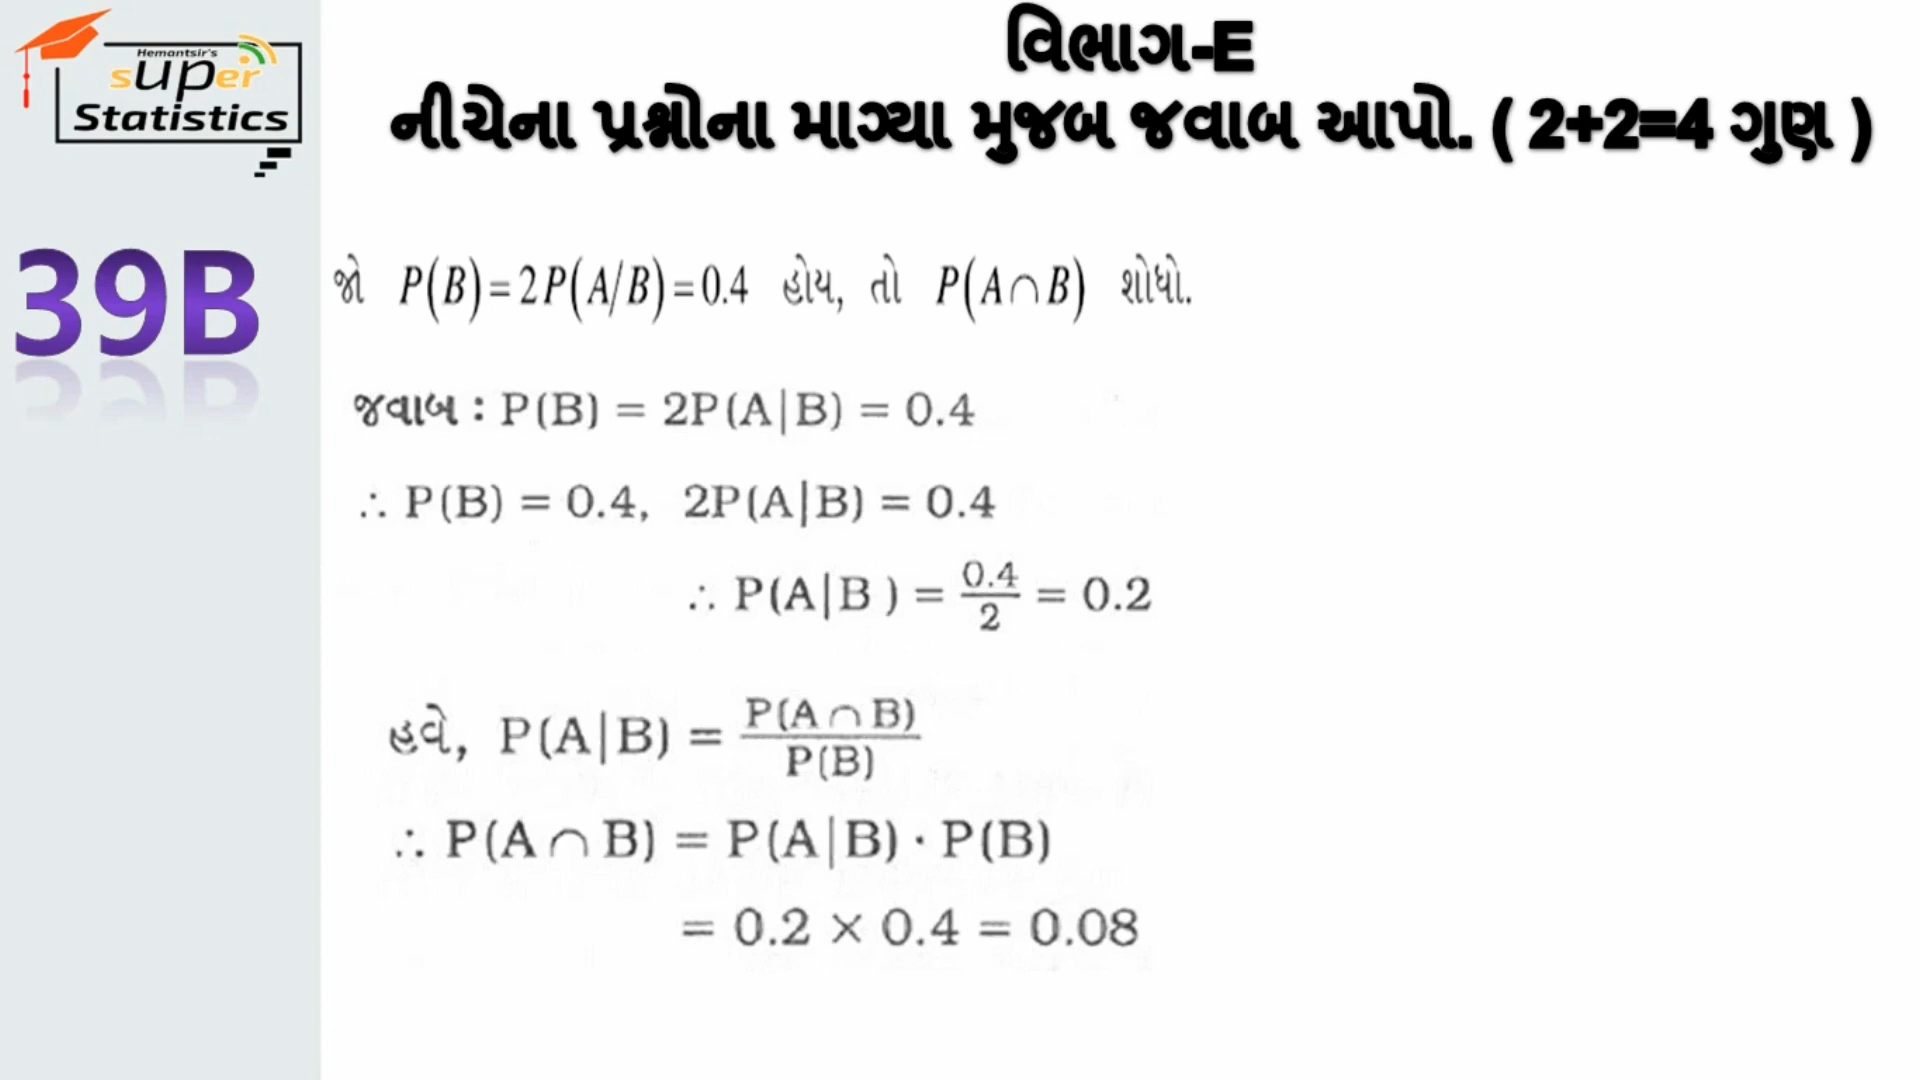 Hemantsir's
super
Statistics
વિભાગ-E
નીચેના પ્રશ્નોના માગ્યા મુજબ જવાબ આપો. ( 2+2=4 ગુણ )
39B
જો P(B)=2P(A/B)=0.4 હોય, તો P(A∩B) શોધો.
જવાબ : P(B) = 2P(A|B) = 0.4
∴ P(B) = 0.4, 2P(A|B) = 0.4
∴ P(A|B ) = 0.4/2 = 0.2
હવે, P(A|B) = P(A∩B)/P(B)
∴ P(A∩B) = P(A|B) · P(B)
= 0.2 × 0.4 = 0.08